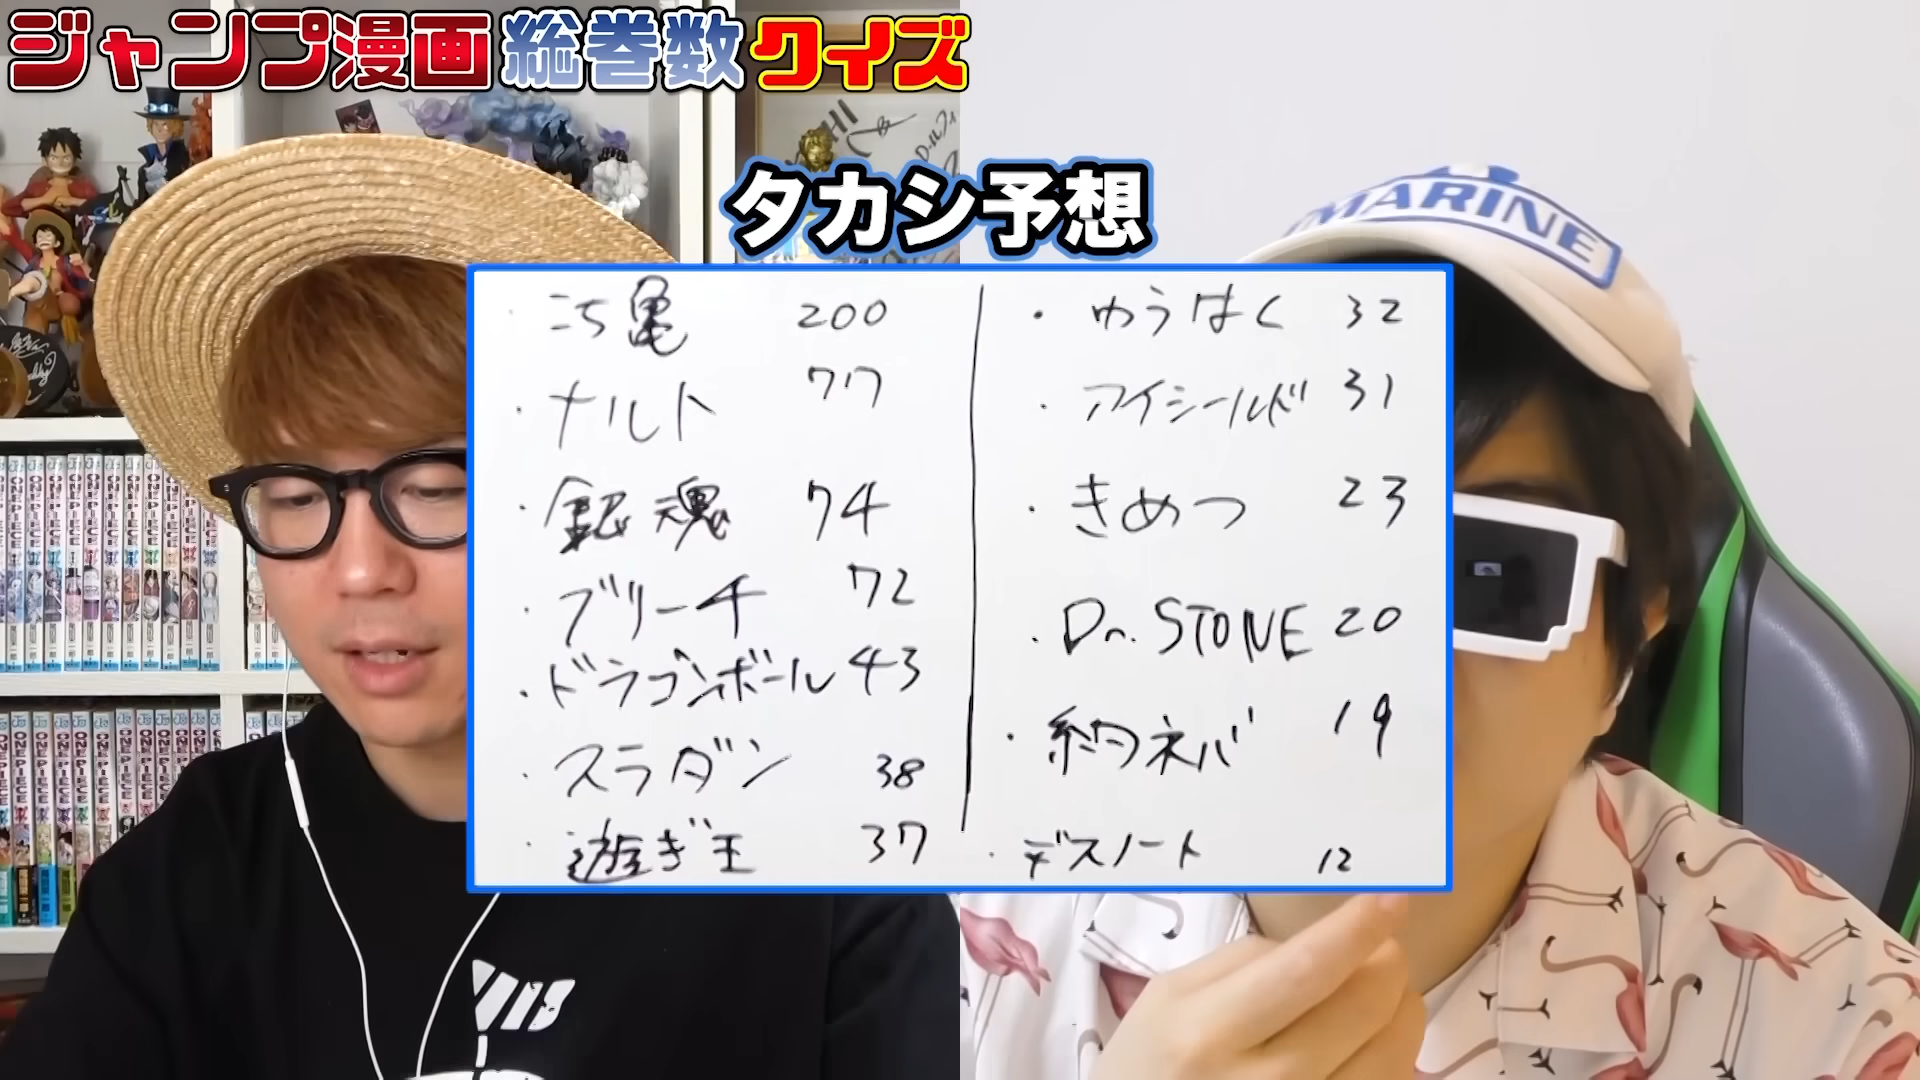 ジャンプ漫画総巻数クイズ
MARINE
タカシ予想
・こち亀 200
・ナルト 77
・銀魂 74
・ブリーチ 72
・ドラゴンボール 43
・スラダン 38
・遊ぎ王 37
・ゆうはく 32
・アイシールド 31
・きめつ 23
・Dr. STONE 20
・約ネバ 19
・デスノート 12
ONE PIECE